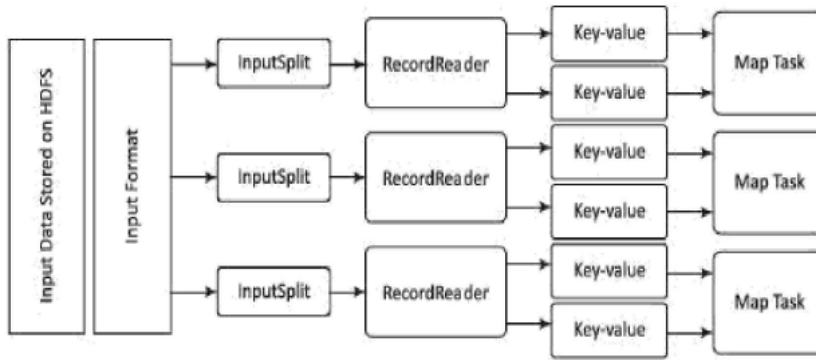 Input Data Stored on HDFS
Input Format
InputSplit
RecordReader
Key-value
Key-value
Map Task
InputSplit
RecordReader
Key-value
Key-value
Map Task
InputSplit
RecordReader
Key-value
Key-value
Map Task